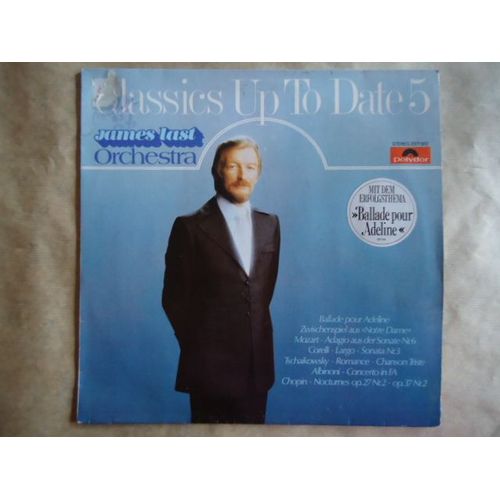 Classics Up To Date 5
James Last
Orchestra
Polydor
MIT DEM
ERFOLGSTHEMA
»Ballade pour
Adeline«
Ballade pour Adeline
Zwischenspiel aus »Notre Dame«
Mozart - Adagio aus der Sonate Nr.6
Corelli - Largo - Sonata Nr.3
Tschaikowsky - Romance - Chanson Triste
Albinoni - Concerto in FA
Chopin - Nocturnes op.27 Nr.2 - op.37 Nr.2